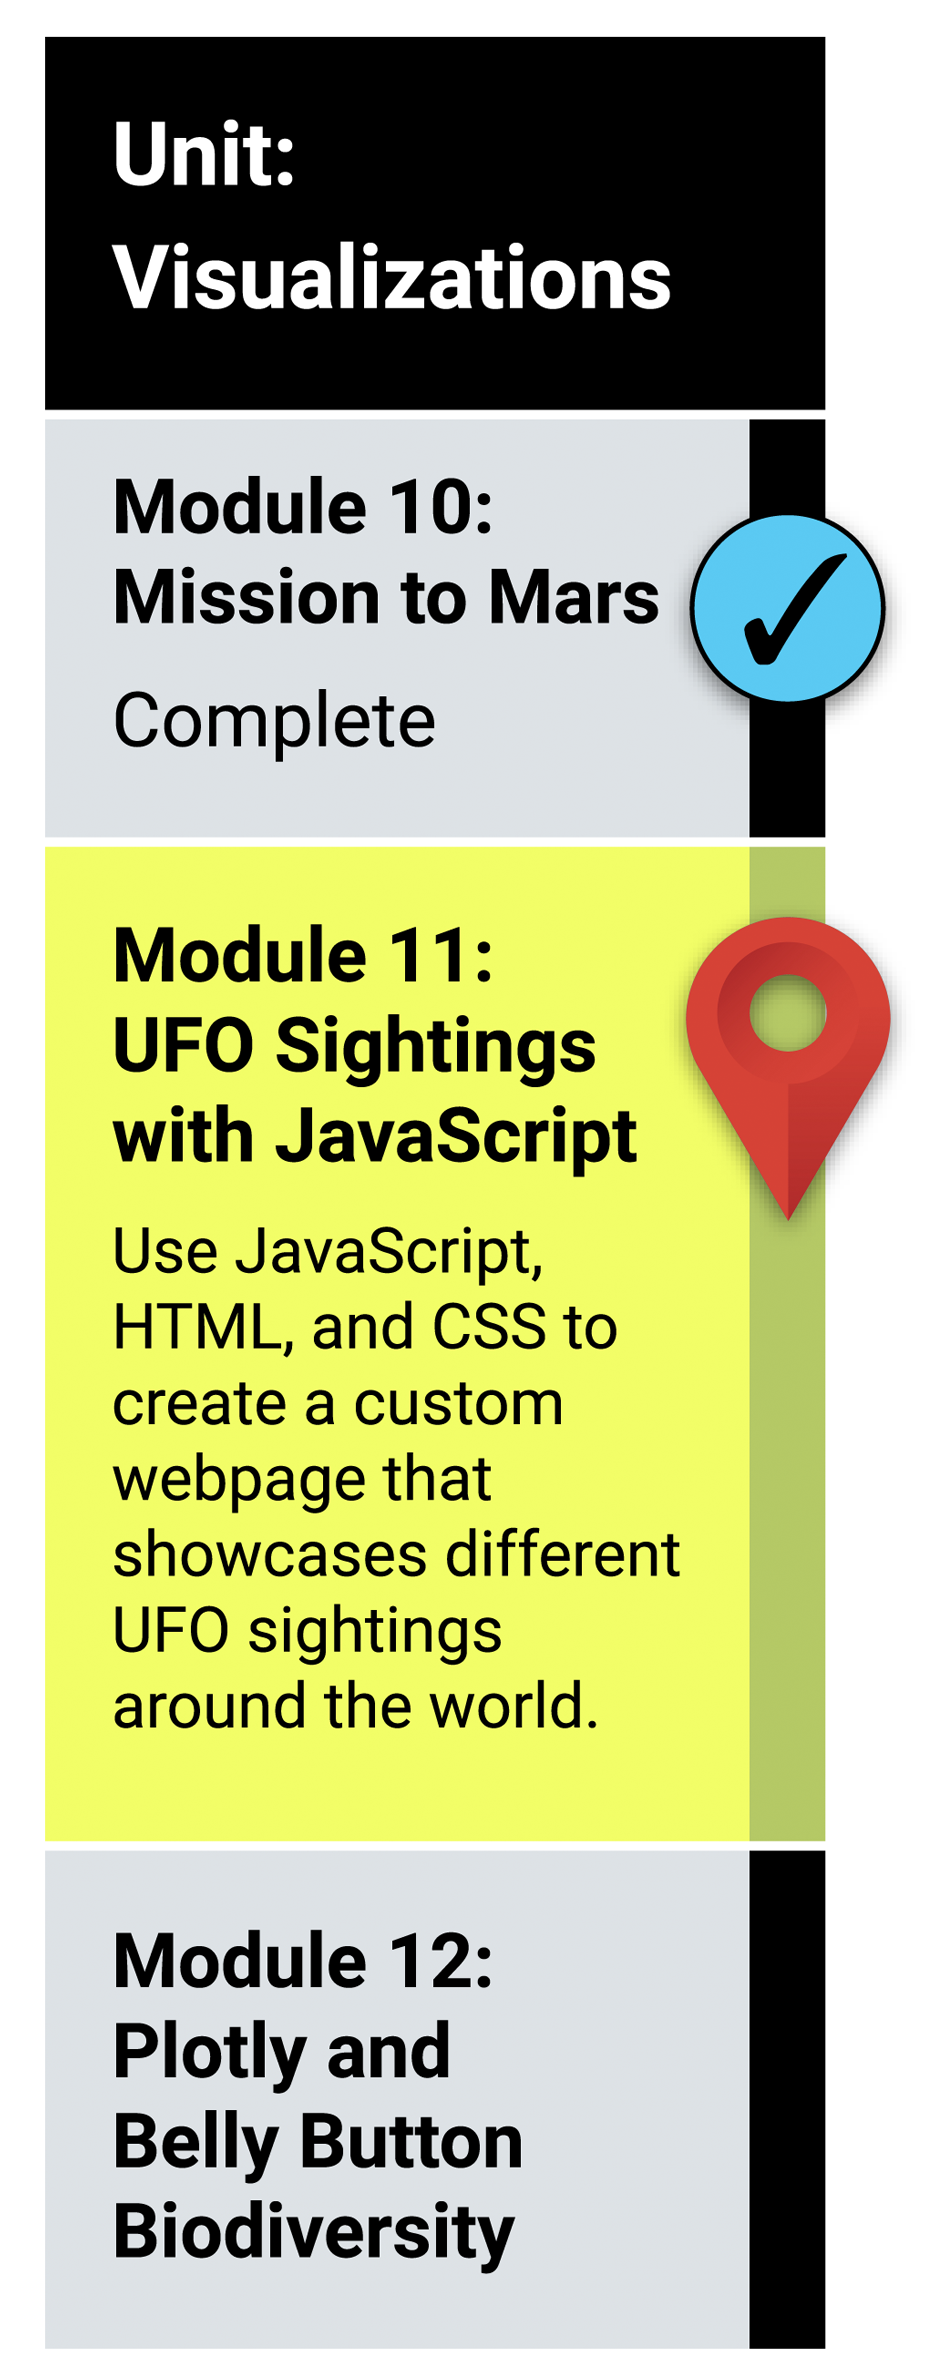 Unit:
Visualizations
Module 10:
Mission to Mars
Complete
Module 11:
UFO Sightings
with JavaScript
Use JavaScript,
HTML, and CSS to
create a custom
webpage that
showcases different
UFO sightings
around the world.
Module 12:
Plotly and
Belly Button
Biodiversity